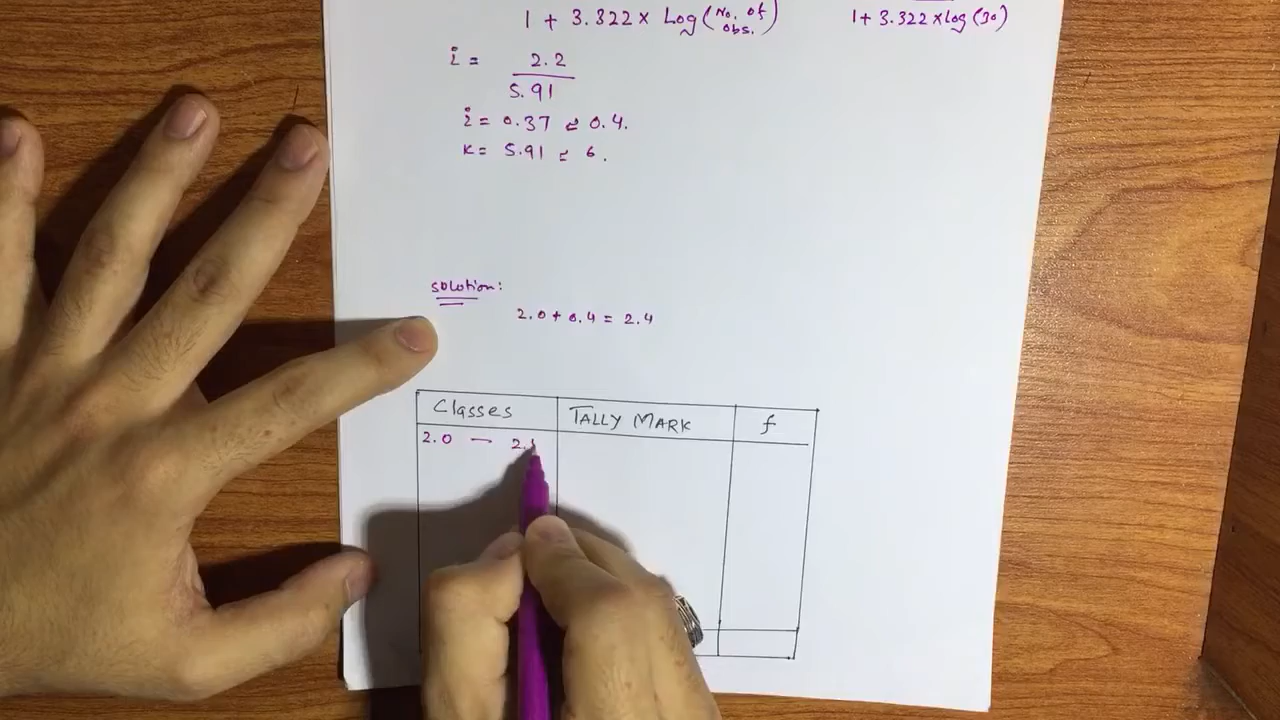 1 + 3.322 x Log (No. of obs.) 1 + 3.322 x log (30)
i = 2.2
5.91
i = 0.37 ≅ 0.4.
K = 5.91 ≅ 6.
solution:
2.0 + 0.4 = 2.4
Classes TALLY MARK f
2.0 —